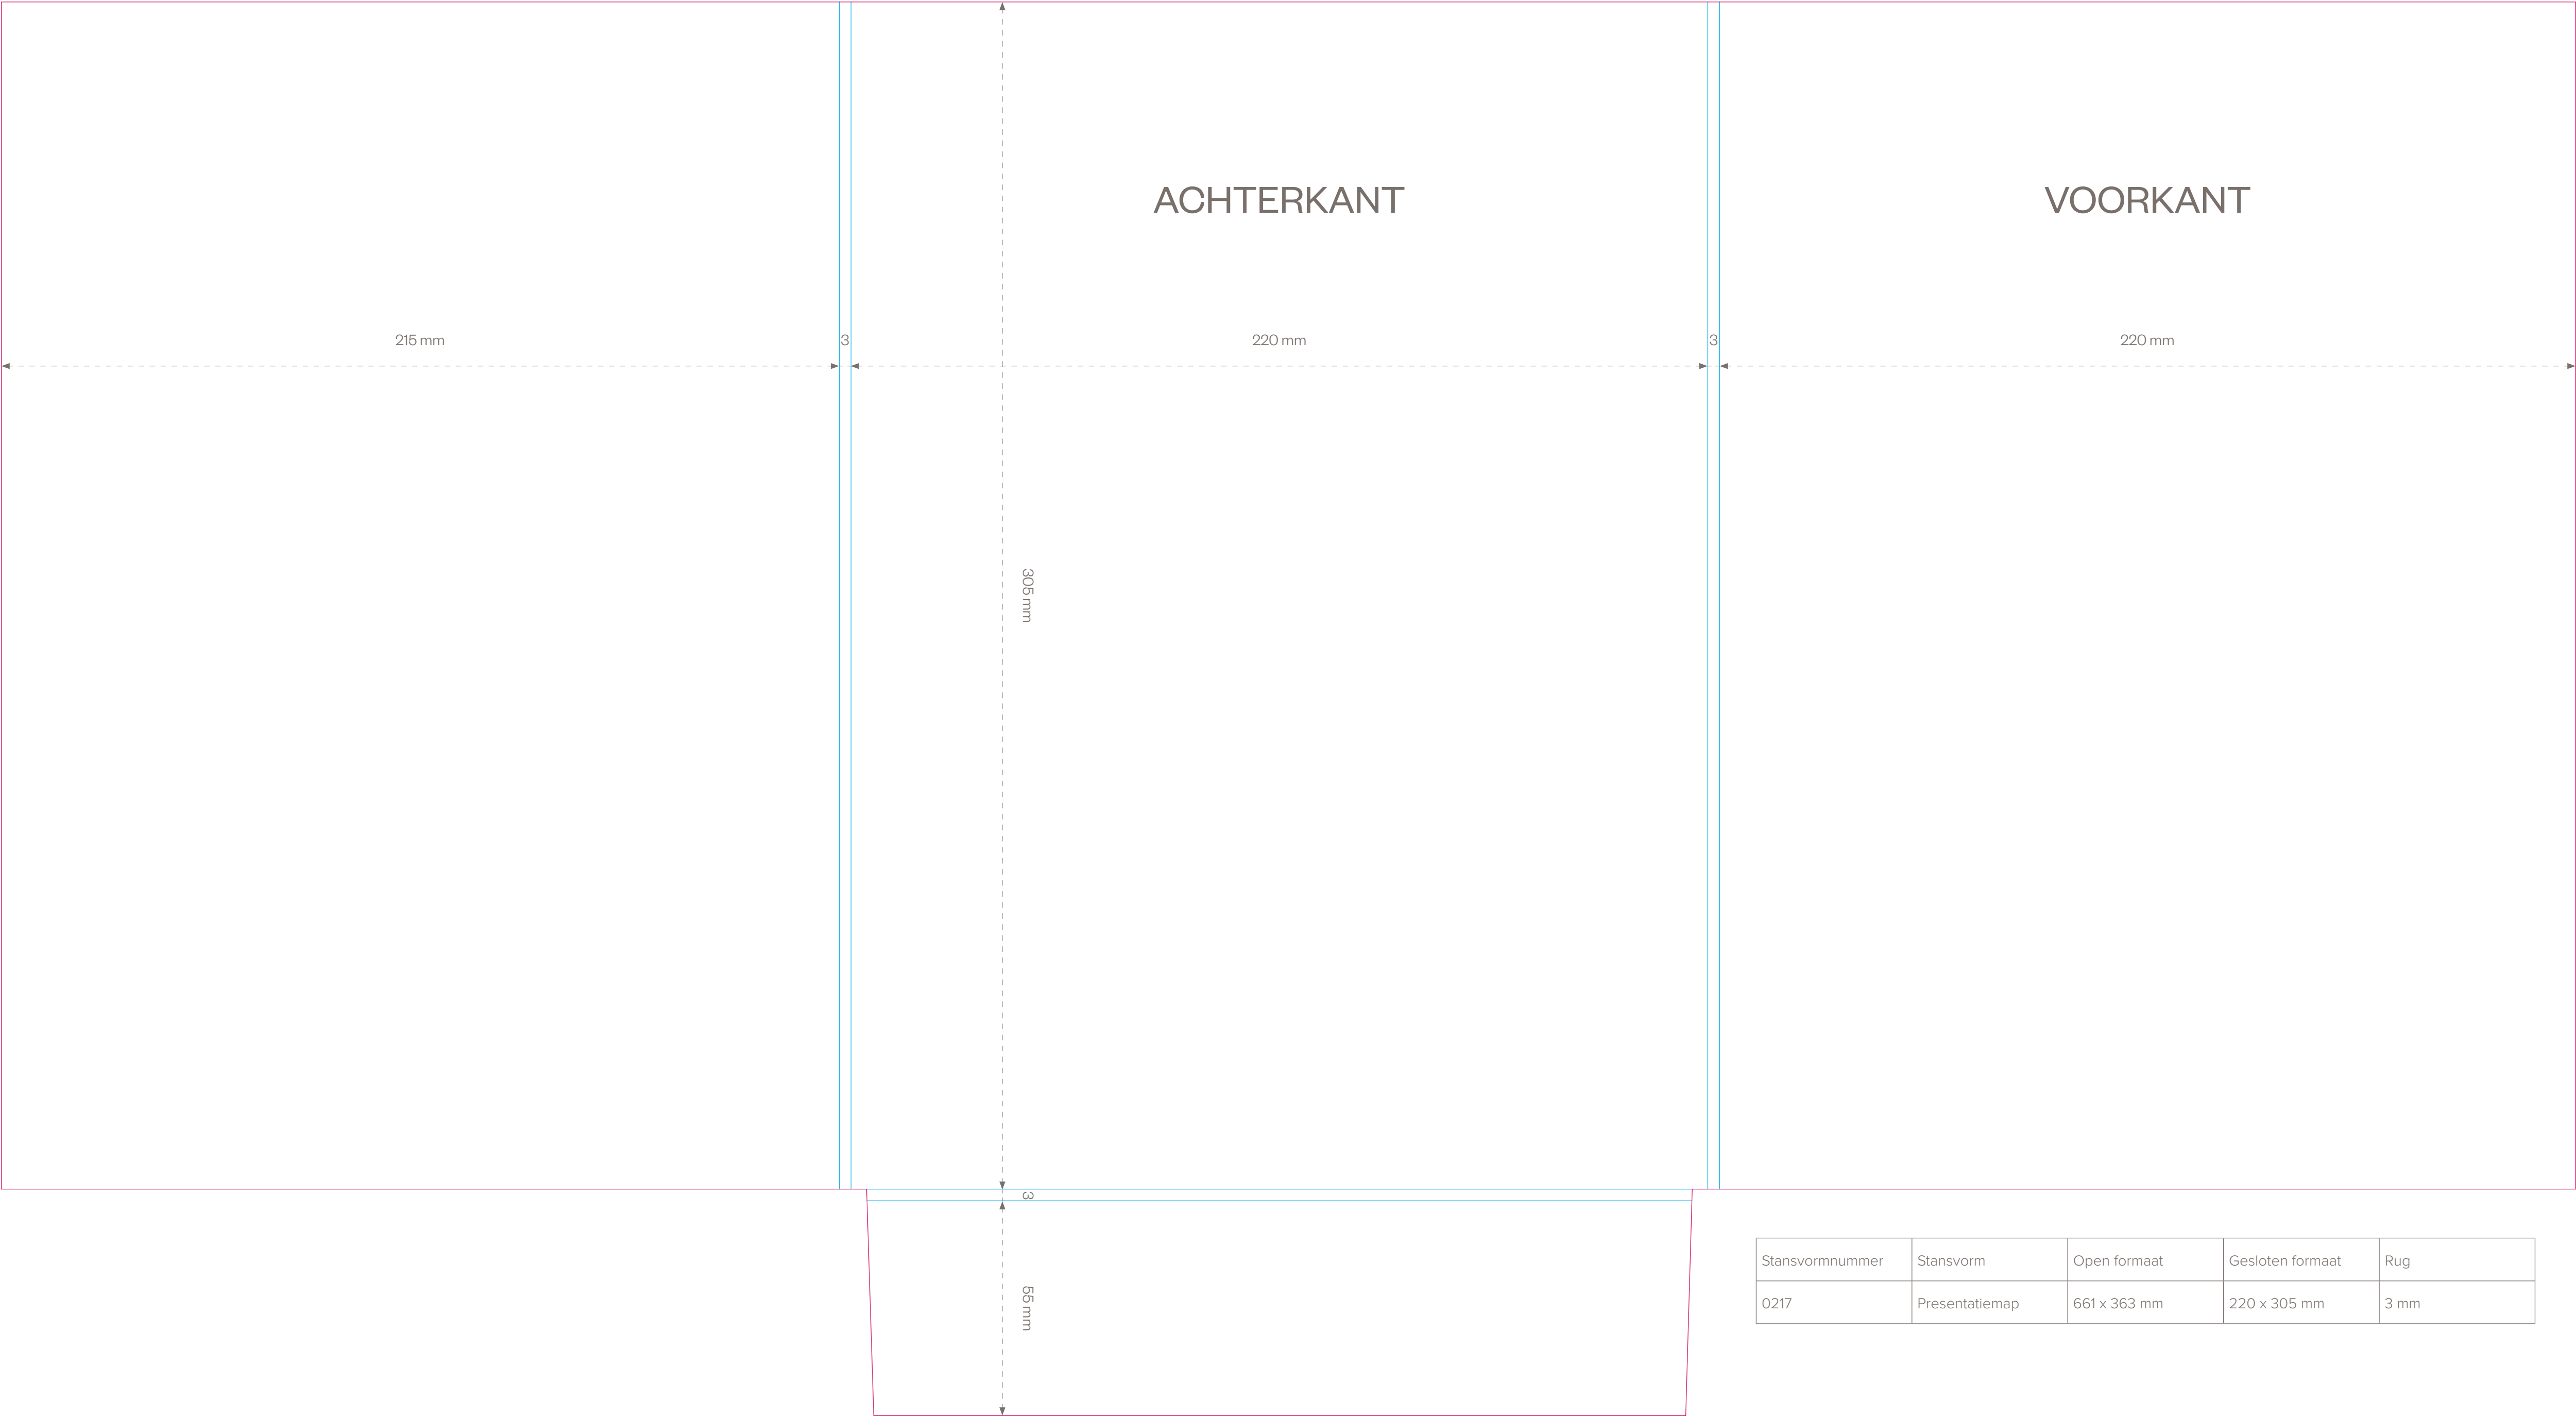 ACHTERKANT
VOORKANT
215 mm
3
220 mm
3
220 mm
305 mm
3
55 mm
Stansvormnummer Stansvorm Open formaat Gesloten formaat Rug
0217 Presentatiemap 661 x 363 mm 220 x 305 mm 3 mm